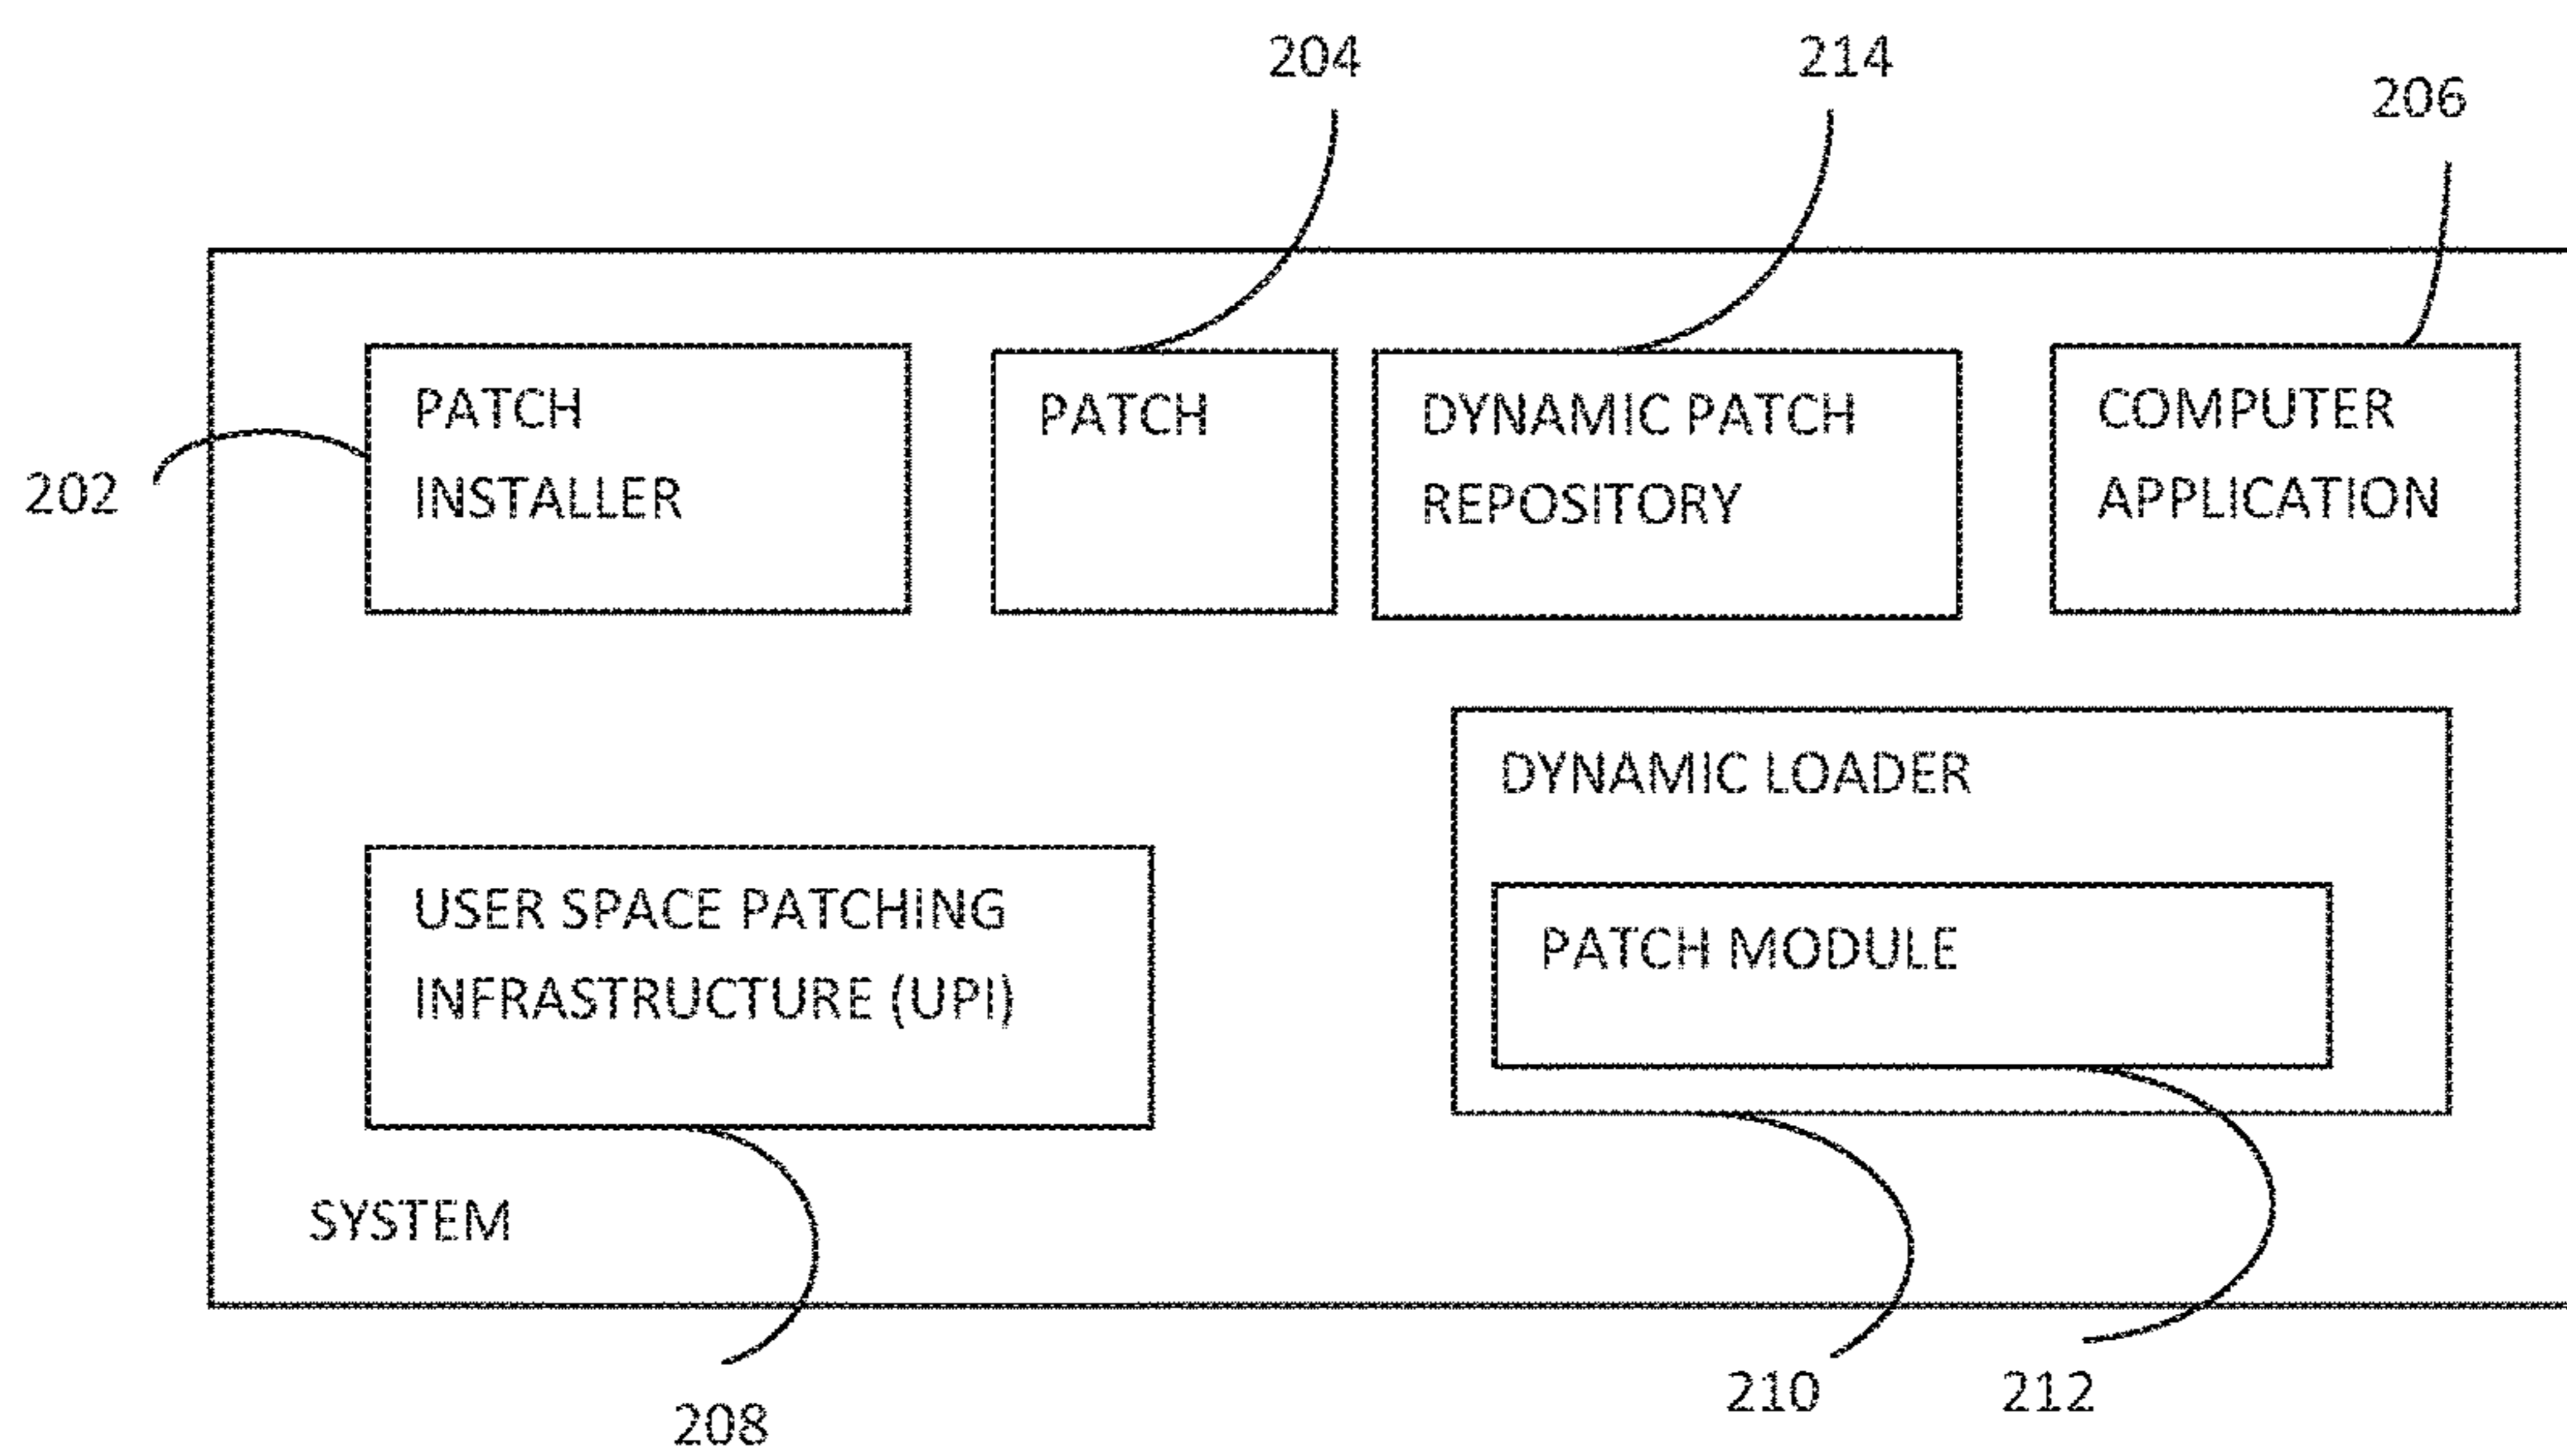 204
214
206
PATCH
INSTALLER
PATCH
DYNAMIC PATCH
REPOSITORY
COMPUTER
APPLICATION
202
DYNAMIC LOADER
PATCH MODULE
USER SPACE PATCHING
INFRASTRUCTURE (UPI)
SYSTEM
208
210
212